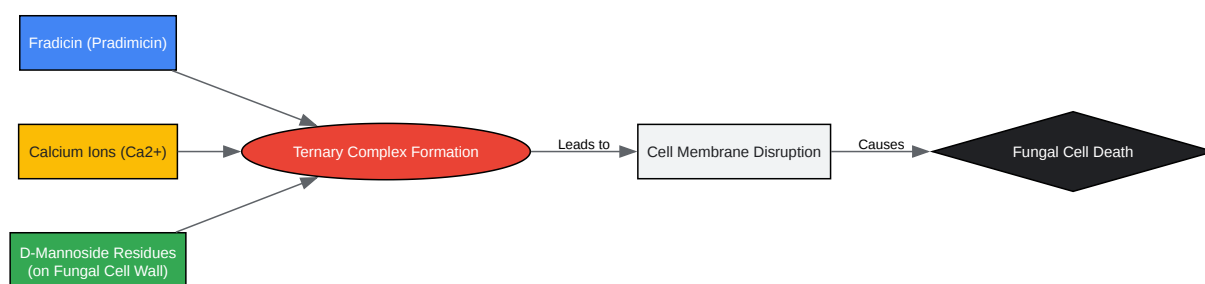 Fradicin (Pradimicin)
Calcium Ions (Ca2+)
D-Mannoside Residues
(on Fungal Cell Wall)
Ternary Complex Formation
Leads to
Cell Membrane Disruption
Causes
Fungal Cell Death